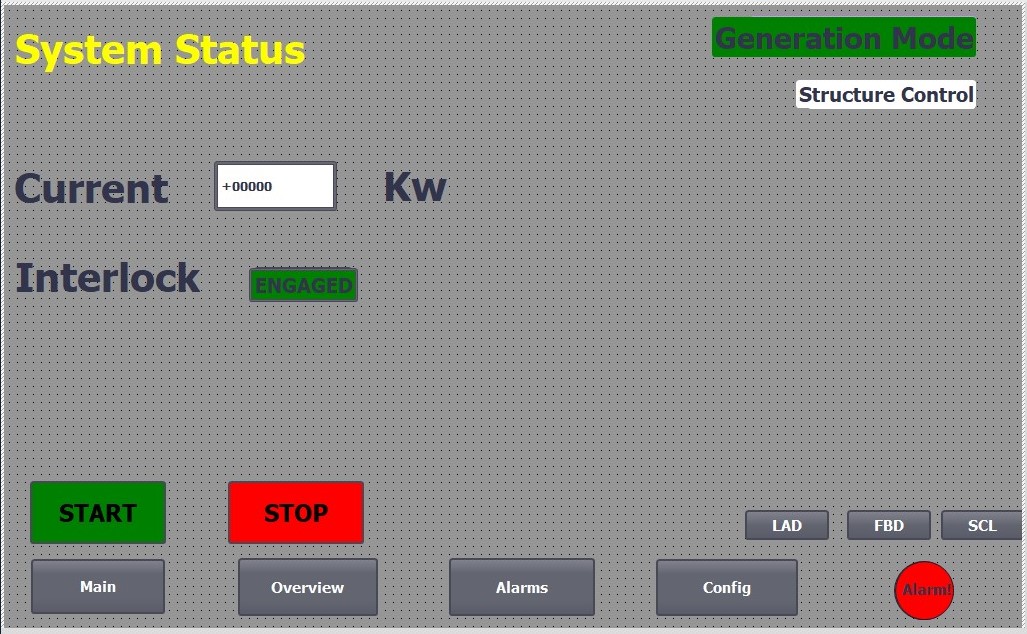 System Status
Generation Mode
Structure Control
Current +00000 Kw
Interlock ENGAGED
START STOP
LAD FBD SCL
Main Overview Alarms Config Alarm!